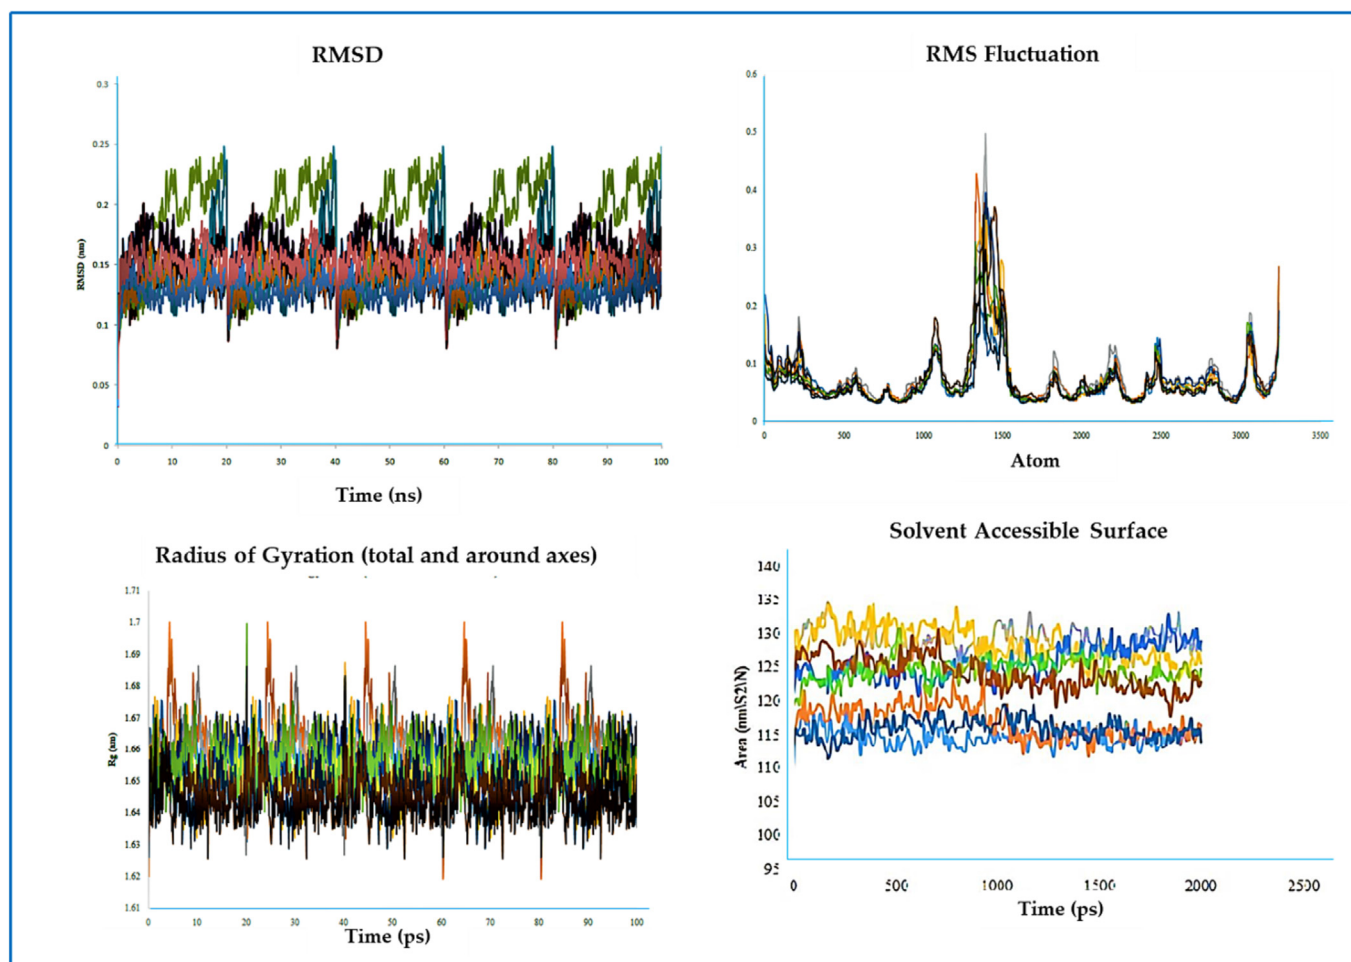 RMSD
0.3
0.25
0.2
0.15
0.1
0.05
0
RMSD (nm)
0 10 20 30 40 50 60 70 80 90 100
Time (ns)
RMS Fluctuation
0.6
0.5
0.4
0.3
0.2
0.1
0
0 500 1000 1500 2000 2500 3000 3500
Atom
Radius of Gyration (total and around axes)
1.71
1.7
1.69
1.68
1.67
1.66
1.65
1.64
1.63
1.62
1.61
Rg (nm)
0 10 20 30 40 50 60 70 80 90 100
Time (ps)
Solvent Accessible Surface
140
135
130
125
120
115
110
105
100
95
Area (nm\S2\N)
0 500 1000 1500 2000 2500
Time (ps)